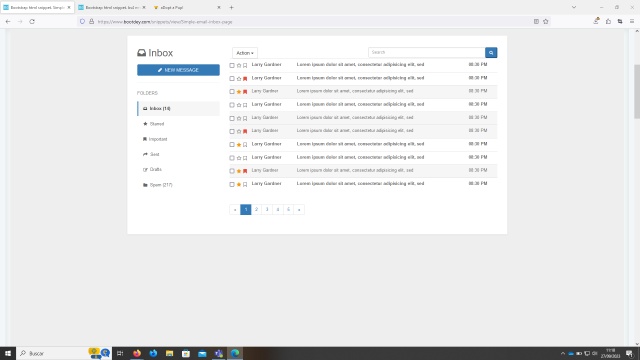 Bootstrap html snippet. Simple
Bootdey html snippet. bs3 em
aDopt a Pup!
https://www.bootdey.com/snippets/view/Simple-email-inbox-page
Inbox
Action
Search
NEW MESSAGE
Larry Gardner Lorem ipsum dolor sit amet, consectetur adipisicing elit, sed 08:30 PM
Larry Gardner Lorem ipsum dolor sit amet, consectetur adipisicing elit, sed 08:30 PM
Larry Gardner Lorem ipsum dolor sit amet, consectetur adipisicing elit, sed 08:30 PM
Larry Gardner Lorem ipsum dolor sit amet, consectetur adipisicing elit, sed 08:30 PM
Larry Gardner Lorem ipsum dolor sit amet, consectetur adipisicing elit, sed 08:30 PM
Larry Gardner Lorem ipsum dolor sit amet, consectetur adipisicing elit, sed 08:30 PM
Larry Gardner Lorem ipsum dolor sit amet, consectetur adipisicing elit, sed 08:30 PM
Larry Gardner Lorem ipsum dolor sit amet, consectetur adipisicing elit, sed 08:30 PM
Larry Gardner Lorem ipsum dolor sit amet, consectetur adipisicing elit, sed 08:30 PM
Larry Gardner Lorem ipsum dolor sit amet, consectetur adipisicing elit, sed 08:30 PM
FOLDERS
Inbox (14)
Starred
Important
Sent
Drafts
Spam (217)
« 1 2 3 4 5 »
Buscar
11:18
27/09/2023